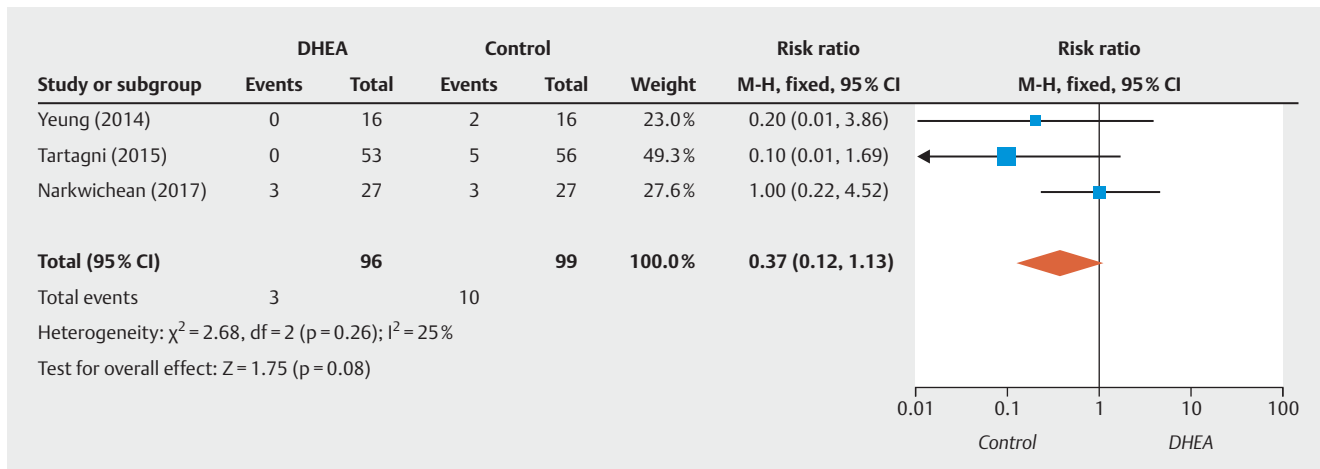 DHEA Control Risk ratio Risk ratio
Study or subgroup Events Total Events Total Weight M-H, fixed, 95% CI M-H, fixed, 95% CI
Yeung (2014) 0 16 2 16 23.0% 0.20 (0.01, 3.86)
Tartagni (2015) 0 53 5 56 49.3% 0.10 (0.01, 1.69)
Narkwichean (2017) 3 27 3 27 27.6% 1.00 (0.22, 4.52)
Total (95% CI) 96 99 100.0% 0.37 (0.12, 1.13)
Total events 3 10
Heterogeneity: χ² = 2.68, df = 2 (p = 0.26); I² = 25%
Test for overall effect: Z = 1.75 (p = 0.08)
0.01 0.1 1 10 100
Control DHEA